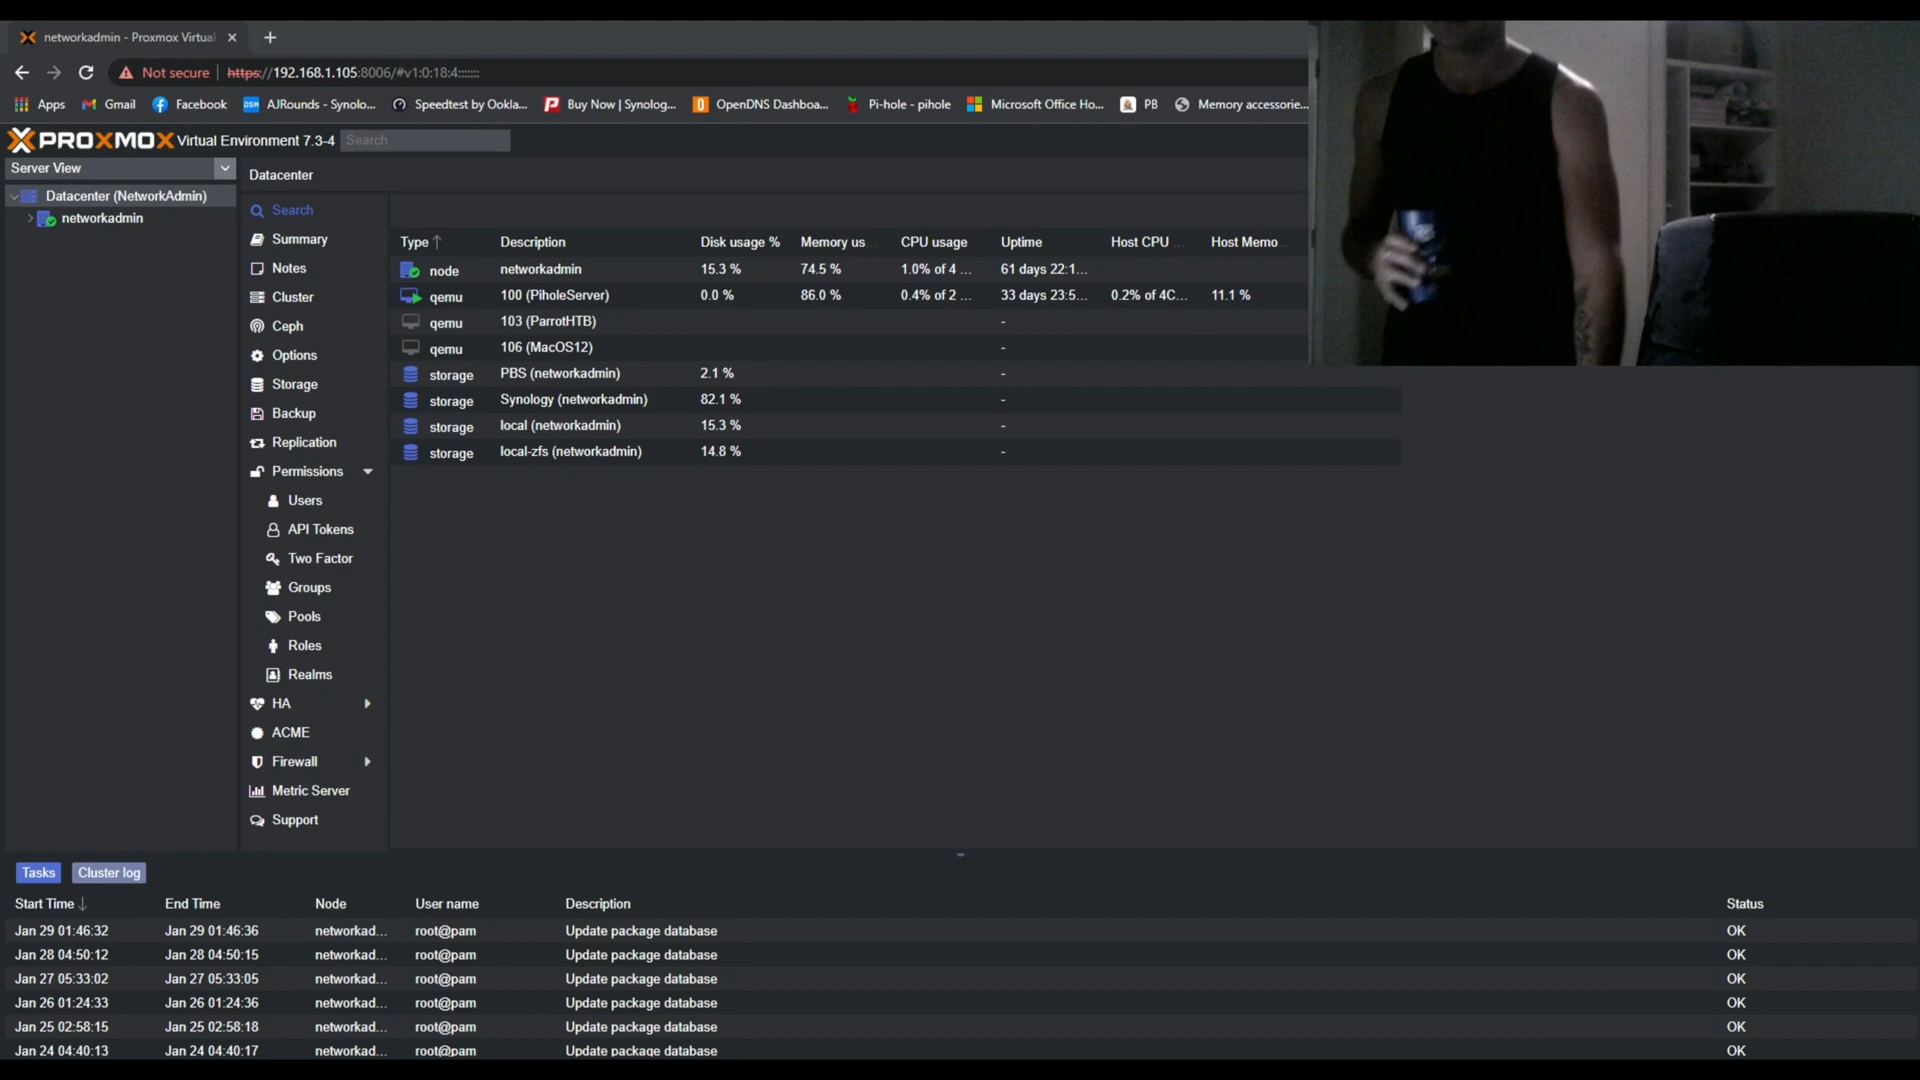 networkadmin - Proxmox Virtual
Not secure https://192.168.1.105:8006/#v1:0:18:4:::::::
Apps Gmail Facebook AJRounds - Synolo... Speedtest by Ookla... Buy Now | Synolog... OpenDNS Dashboa... Pi-hole - pihole Microsoft Office Ho... PB Memory accessorie...
PROXMOX Virtual Environment 7.3-4 Search
Server View
Datacenter (NetworkAdmin)
networkadmin
Datacenter
Search
Summary
Notes
Cluster
Ceph
Options
Storage
Backup
Replication
Permissions
Users
API Tokens
Two Factor
Groups
Pools
Roles
Realms
HA
ACME
Firewall
Metric Server
Support
Type Description Disk usage % Memory us... CPU usage Uptime Host CPU ... Host Memo...
node networkadmin 15.3 % 74.5 % 1.0% of 4 ... 61 days 22:1...
qemu 100 (PiholeServer) 0.0 % 86.0 % 0.4% of 2 ... 33 days 23:5... 0.2% of 4C... 11.1 %
qemu 103 (ParrotHTB) -
qemu 106 (MacOS12) -
storage PBS (networkadmin) 2.1 % -
storage Synology (networkadmin) 82.1 % -
storage local (networkadmin) 15.3 % -
storage local-zfs (networkadmin) 14.8 % -
Tasks Cluster log
Start Time End Time Node User name Description Status
Jan 29 01:46:32 Jan 29 01:46:36 networkad... root@pam Update package database OK
Jan 28 04:50:12 Jan 28 04:50:15 networkad... root@pam Update package database OK
Jan 27 05:33:02 Jan 27 05:33:05 networkad... root@pam Update package database OK
Jan 26 01:24:33 Jan 26 01:24:36 networkad... root@pam Update package database OK
Jan 25 02:58:15 Jan 25 02:58:18 networkad... root@pam Update package database OK
Jan 24 04:40:13 Jan 24 04:40:17 networkad... root@pam Update package database OK